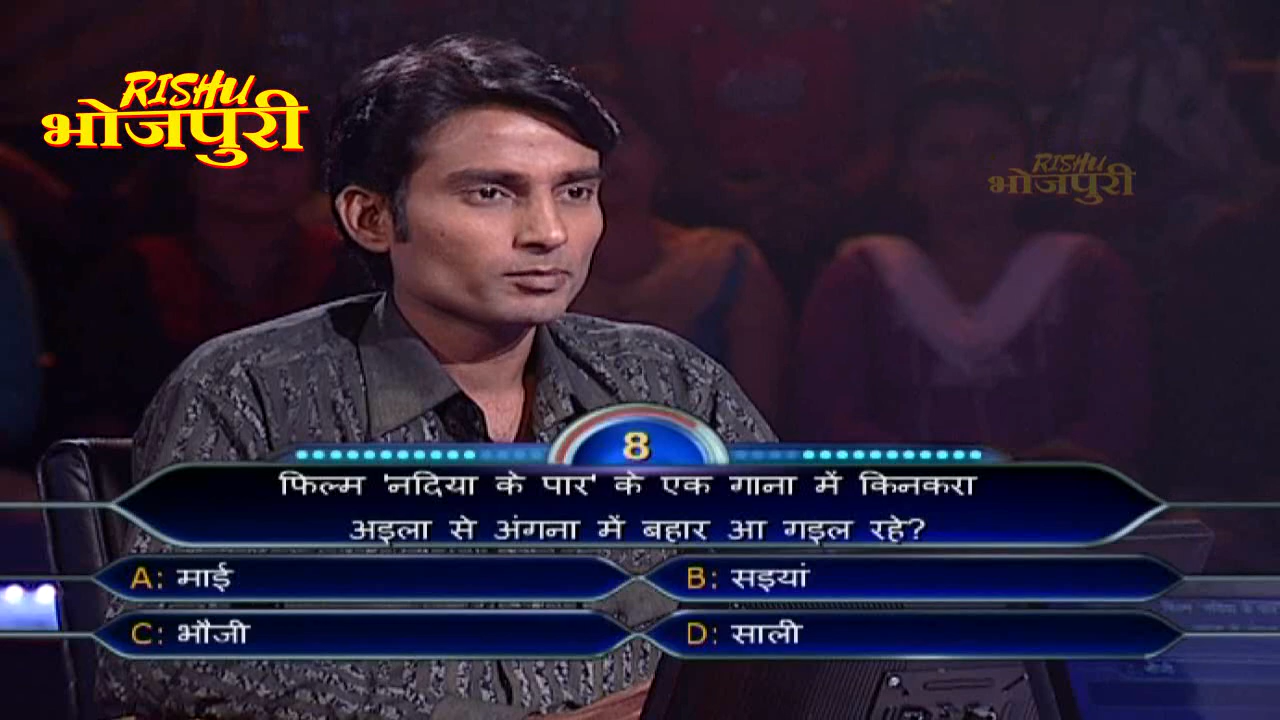 RISHU
भोजपुरी
RISHU
भोजपुरी
8
फिल्म 'नदिया के पार' के एक गाना में किनकरा
अइला से अंगना में बहार आ गइल रहे?
A: माई
B: सइयां
C: भौजी
D: साली